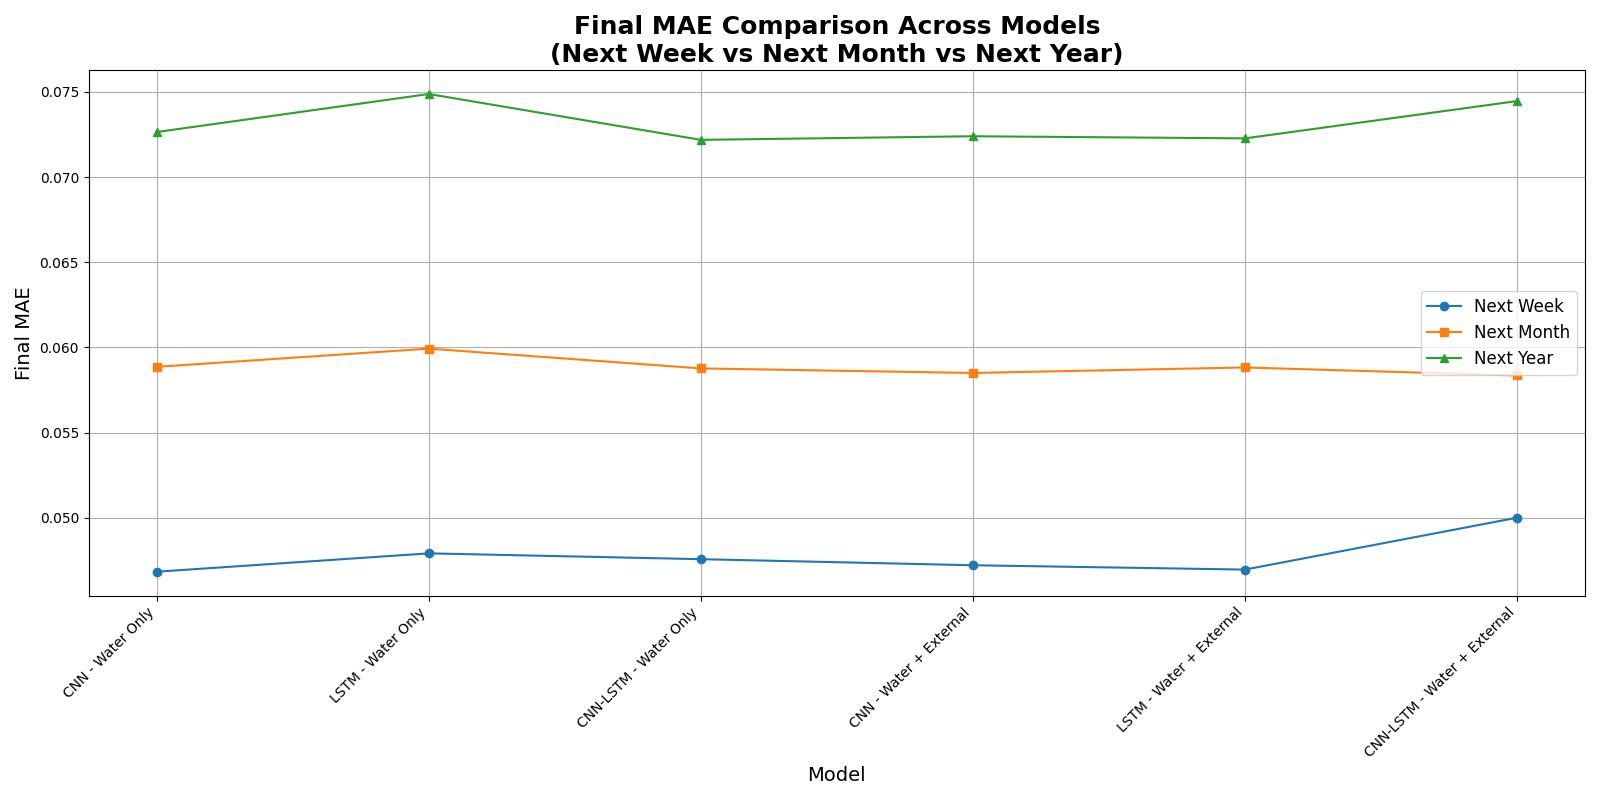 Final MAE Comparison Across Models
(Next Week vs Next Month vs Next Year)
Final MAE
0.075
0.070
0.065
0.060
0.055
0.050
Next Week
Next Month
Next Year
CNN - Water Only
LSTM - Water Only
CNN-LSTM - Water Only
CNN - Water + External
LSTM - Water + External
CNN-LSTM - Water + External
Model